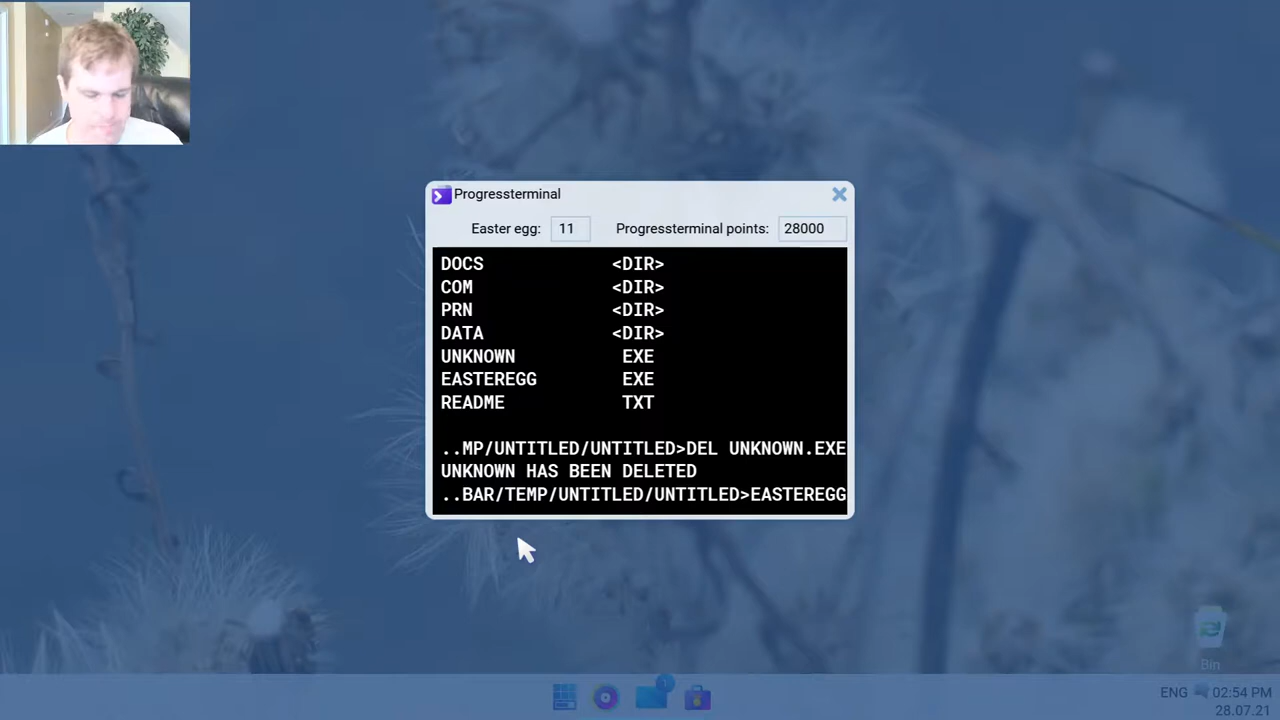 Progressterminal
Easter egg: 11 Progressterminal points: 28000
DOCS <DIR>
COM <DIR>
PRN <DIR>
DATA <DIR>
UNKNOWN EXE
EASTEREGG EXE
README TXT
..MP/UNTITLED/UNTITLED>DEL UNKNOWN.EXE
UNKNOWN HAS BEEN DELETED
..BAR/TEMP/UNTITLED/UNTITLED>EASTEREGG
Bin
1
ENG 02:54 PM
28.07.21